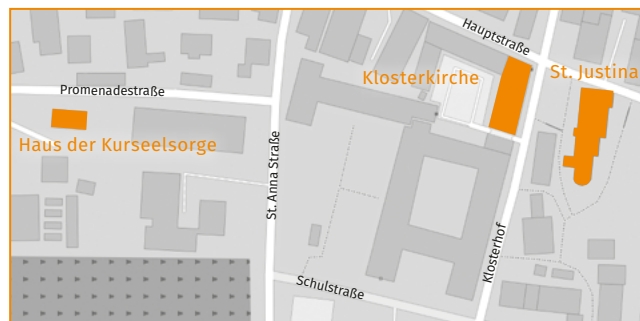 Hauptstraße
St. Justina
Klosterkirche
Promenadestraße
Haus der Kurseelsorge
St. Anna Straße
Klosterhof
Schulstraße